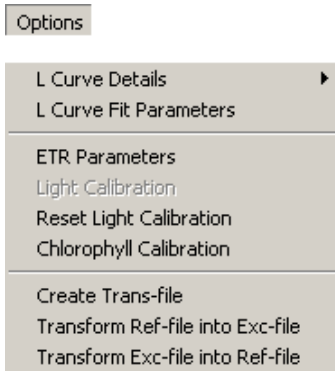 Options
L Curve Details
L Curve Fit Parameters
ETR Parameters
Light Calibration
Reset Light Calibration
Chlorophyll Calibration
Create Trans-file
Transform Ref-file into Exc-file
Transform Exc-file into Ref-file